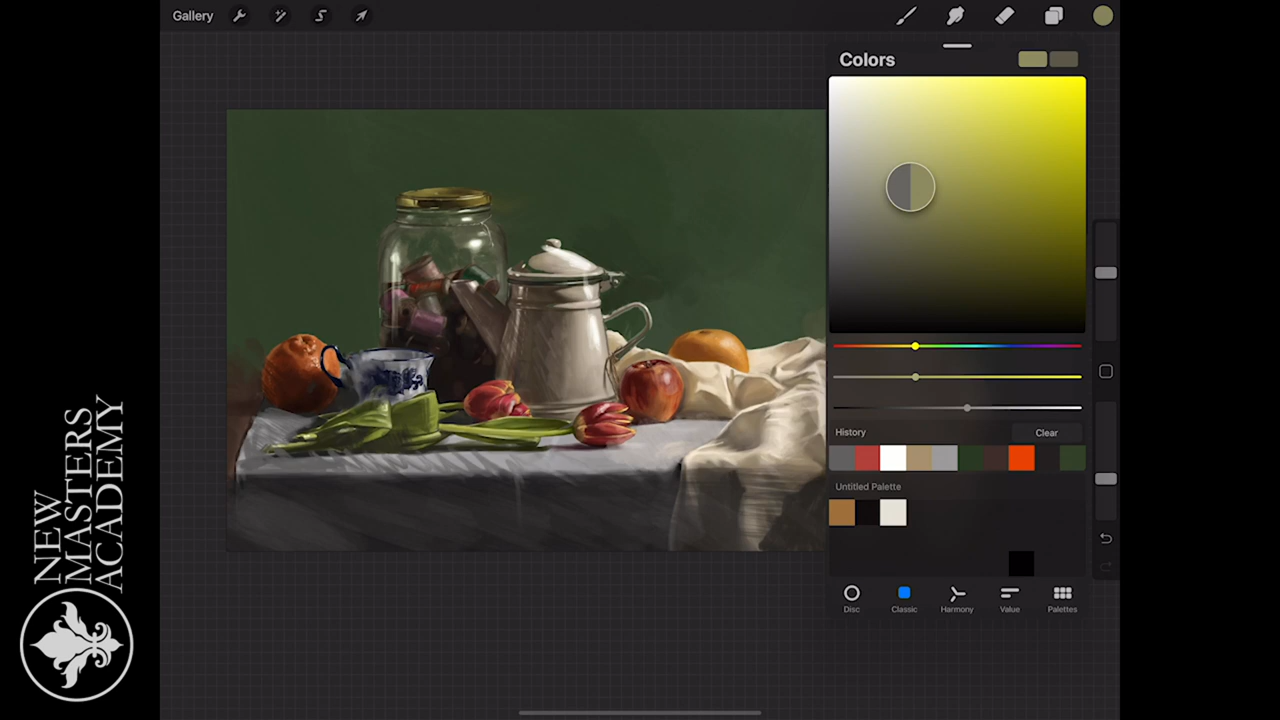 Gallery
Colors
History
Clear
Untitled Palette
Disc
Classic
Harmony
Value
Palettes
NEW
MASTERS
ACADEMY